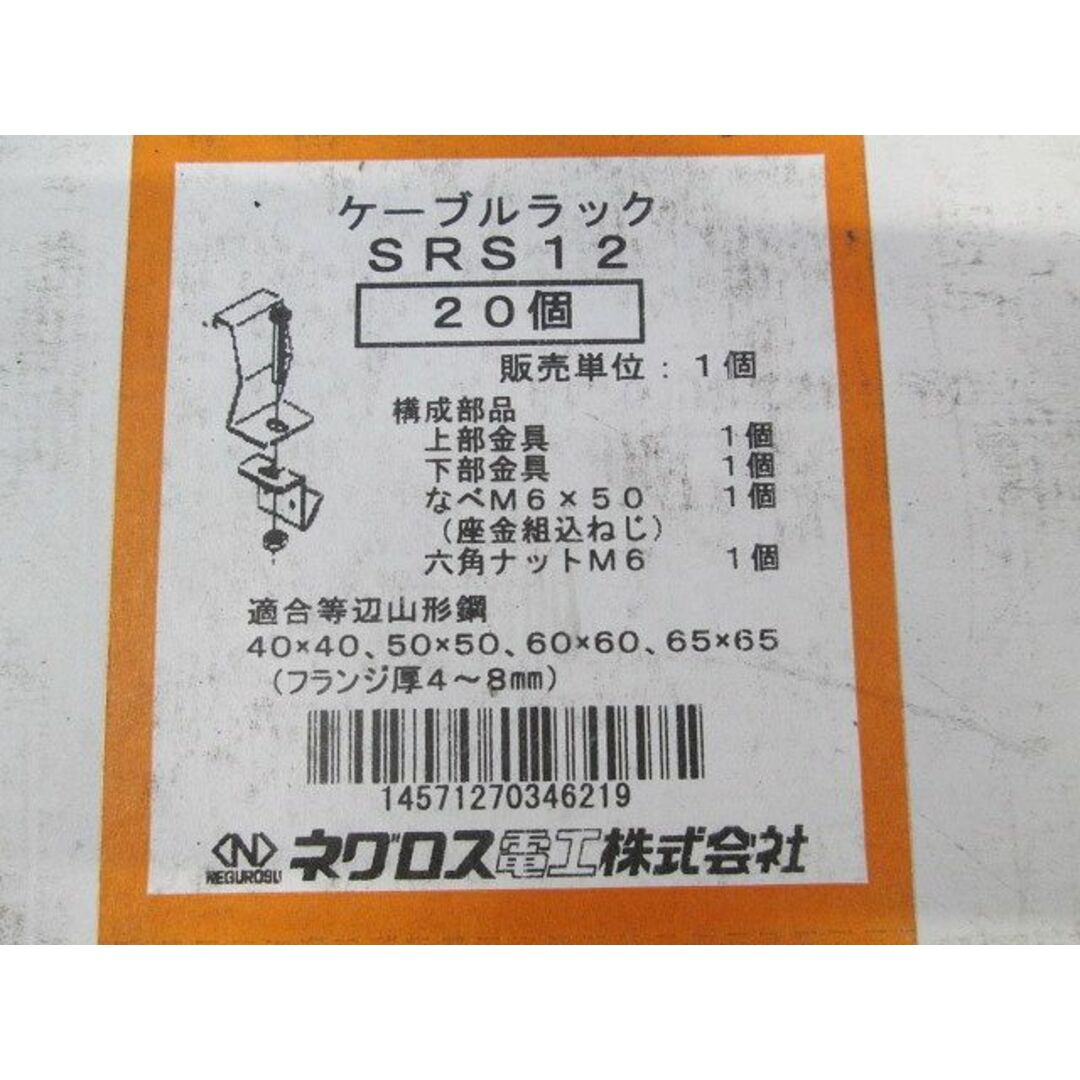 ケーブルラック
SRS12
20個
販売単位：1個
構成部品
上部金具 1個
下部金具 1個
なべM6×50 1個
（座金組込ねじ）
六角ナットM6 1個
適合等辺山形鋼
40×40、50×50、60×60、65×65
（フランジ厚4～8mm）
14571270346219
N
NEGUROSU
ネグロス電工株式会社